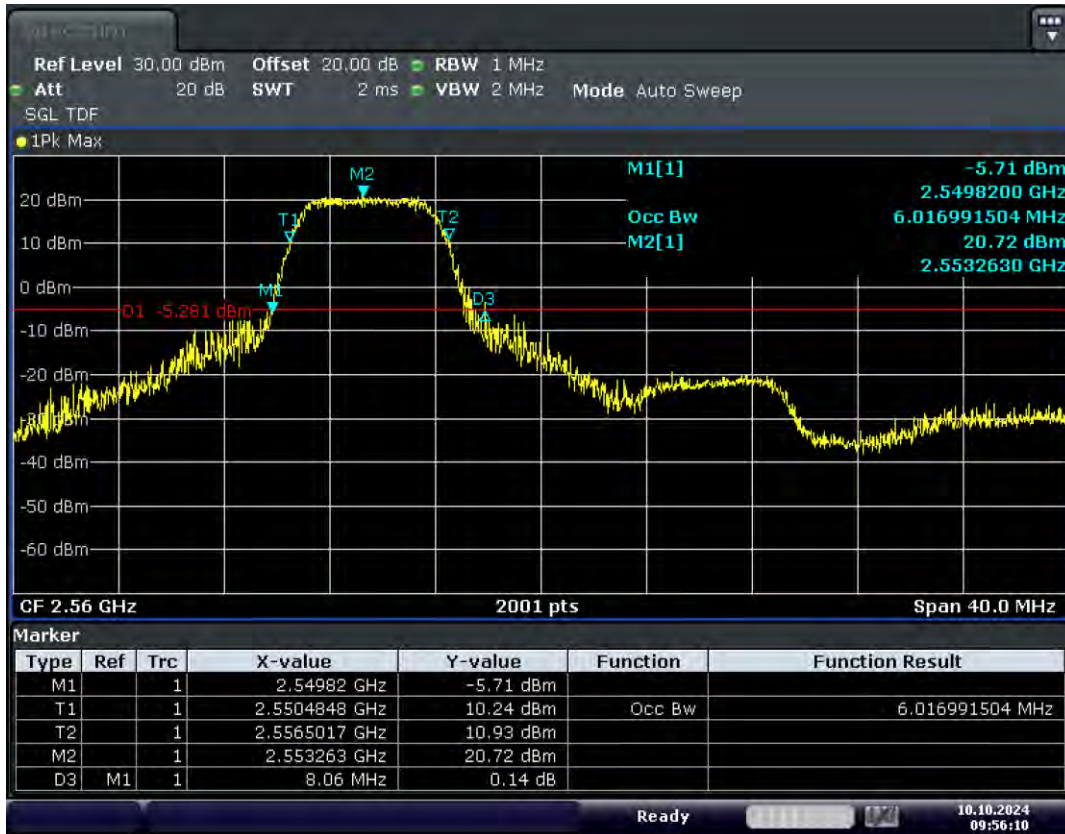 Spectrum
Ref Level 30.00 dBm Offset 20.00 dB RBW 1 MHz
Att 20 dB SWT 2 ms VBW 2 MHz Mode Auto Sweep
SGL TDF
1Pk Max
M1[1] -5.71 dBm
2.5498200 GHz
Occ Bw 6.016991504 MHz
M2[1] 20.72 dBm
2.5532630 GHz
M2
20 dBm
T1 T2
10 dBm
0 dBm
M1 D3
D1 -5.281 dBm
-10 dBm
-20 dBm
-30 dBm
-40 dBm
-50 dBm
-60 dBm
CF 2.56 GHz 2001 pts Span 40.0 MHz
Marker
Type Ref Trc X-value Y-value Function Function Result
M1 1 2.54982 GHz -5.71 dBm
T1 1 2.5504848 GHz 10.24 dBm Occ Bw 6.016991504 MHz
T2 1 2.5565017 GHz 10.93 dBm
M2 1 2.553263 GHz 20.72 dBm
D3 M1 1 8.06 MHz 0.14 dB
Ready 10.10.2024
09:56:10